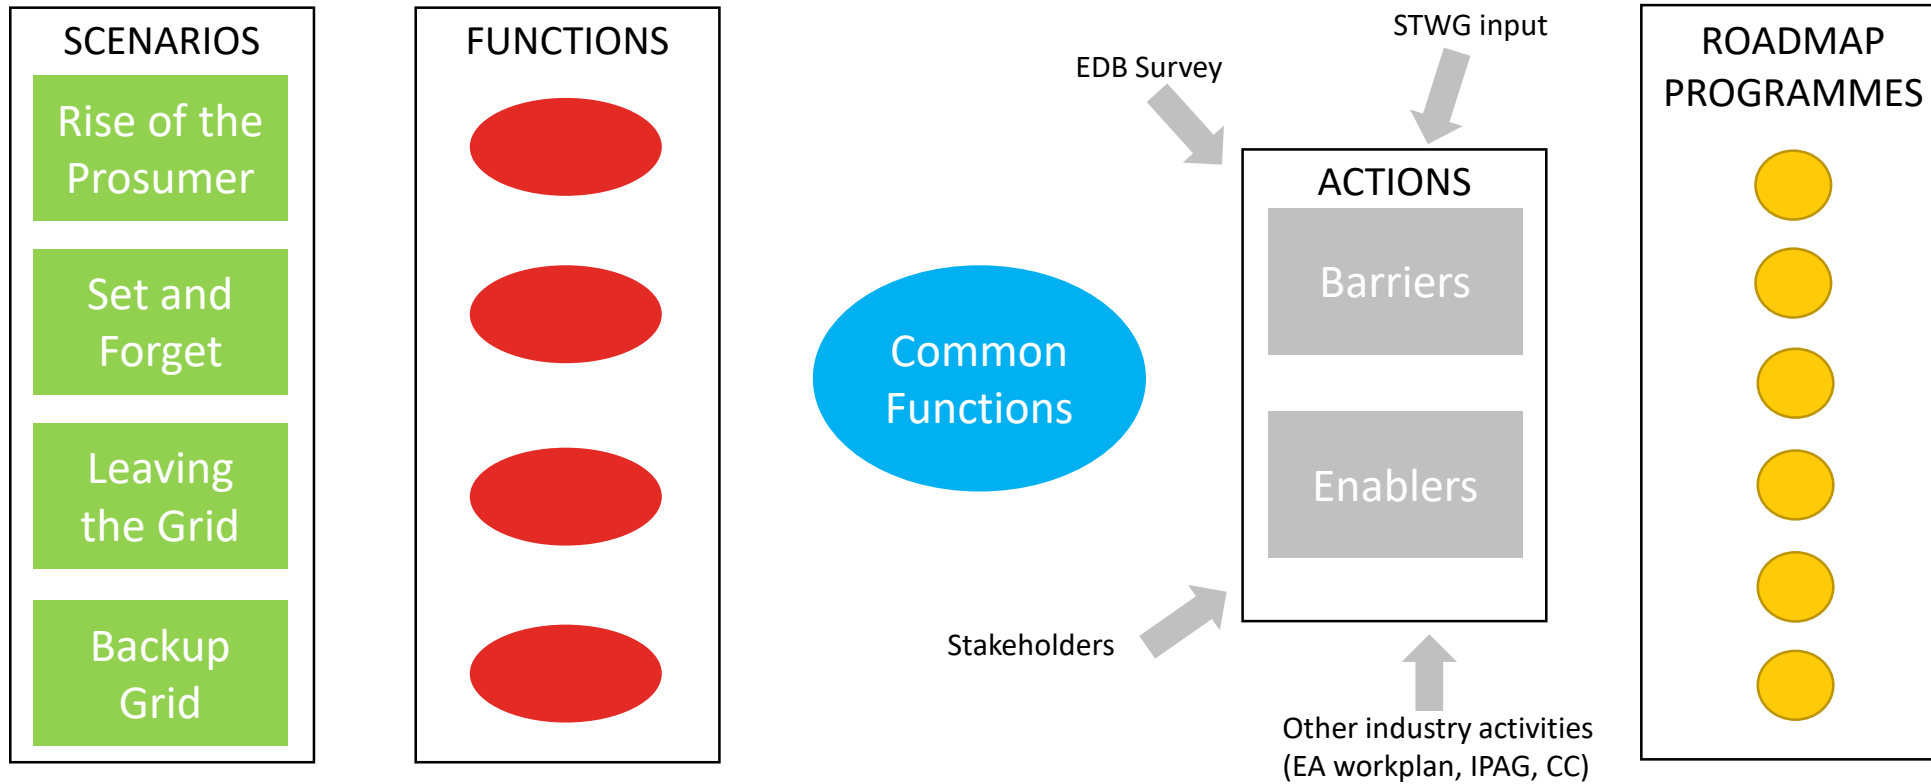 SCENARIOS
Rise of the
Prosumer
Set and
Forget
Leaving
the Grid
Backup
Grid
FUNCTIONS
Common
Functions
EDB Survey
STWG input
ACTIONS
Barriers
Enablers
Stakeholders
Other industry activities
(EA workplan, IPAG, CC)
ROADMAP
PROGRAMMES